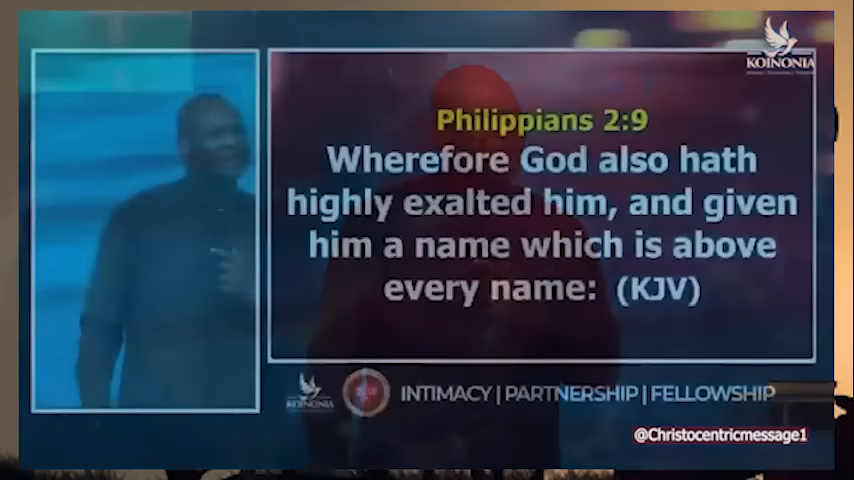 KOINONIA
Philippians 2:9
Wherefore God also hath
highly exalted him, and given
him a name which is above
every name: (KJV)
KOINONIA
INTIMACY | PARTNERSHIP | FELLOWSHIP
@Christocentricmessage1